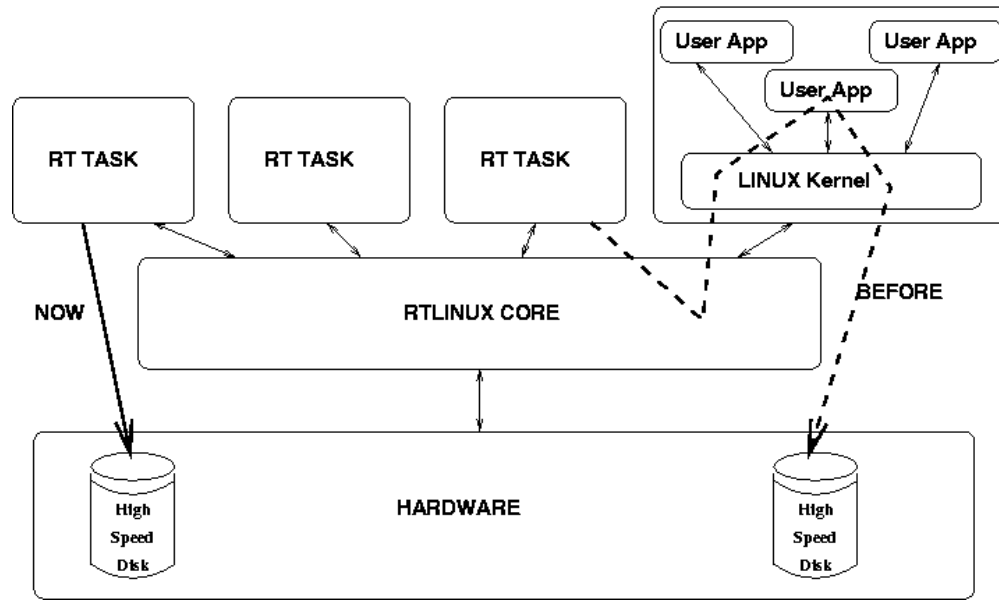 User App
User App
User App
RT TASK
RT TASK
RT TASK
LINUX Kernel
NOW
RTLINUX CORE
BEFORE
HARDWARE
High
Speed
Disk
High
Speed
Disk